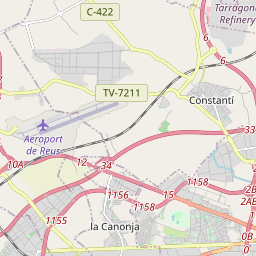 C-422
Tarragona
Refinery
6
6
TV-7211
Constantí
Aeroport
de Reus
33
10A
12
34
1156
15
1158
1158
2B
2AB
1155
la Canonja
0B